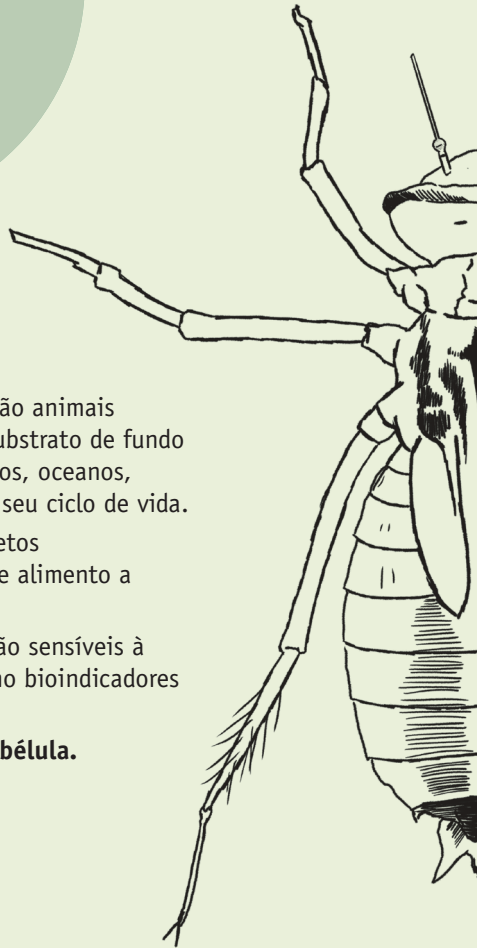 ão animais
ubstrato de fundo
os, oceanos,
seu ciclo de vida.
etos
e alimento a
ão sensíveis à
no bioindicadores
bélula.